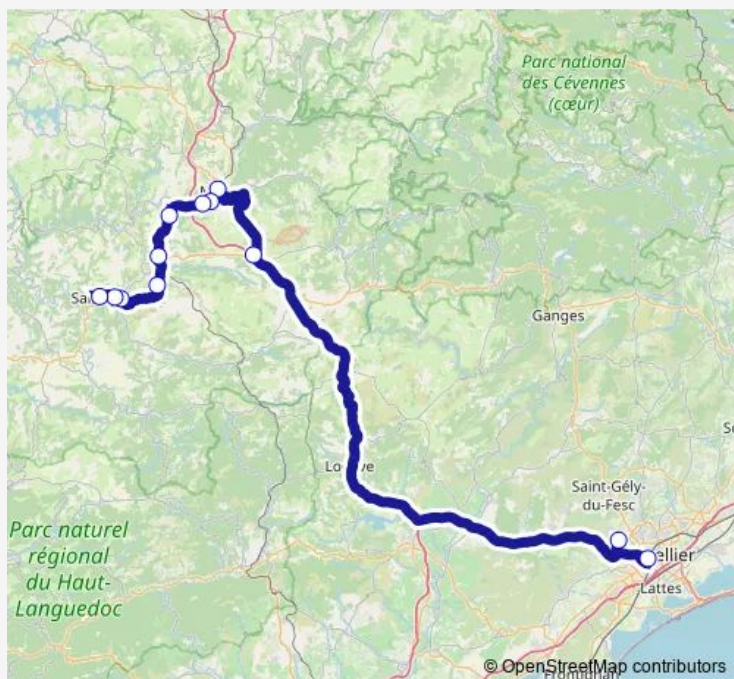 Parc national
des Cévennes
(cœur)
Ganges
Saint-Gély-
du-Fesc
Parc naturel
régional
du Haut-
Languedoc
Lattes
© OpenStreetMap contributors